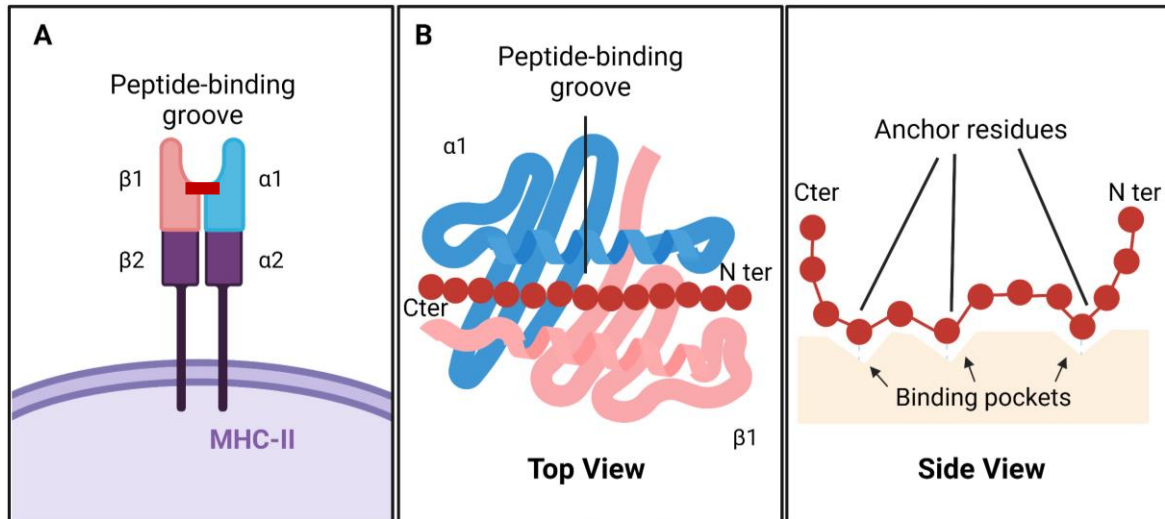 A
Peptide-binding
groove
β1
α1
β2
α2
MHC-II
B
Peptide-binding
groove
α1
N ter
Cter
β1
Top View
Anchor residues
Cter
N ter
Binding pockets
Side View